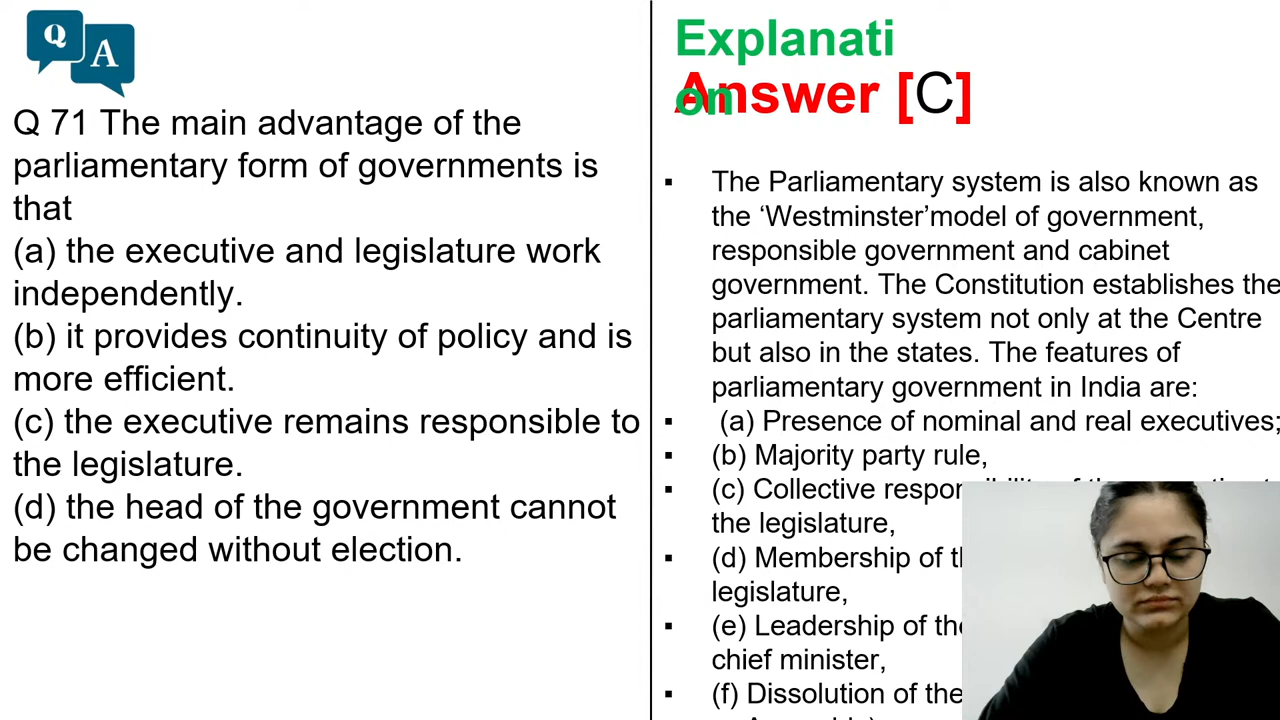 Q
A
Q 71 The main advantage of the
parliamentary form of governments is
that
(a) the executive and legislature work
independently.
(b) it provides continuity of policy and is
more efficient.
(c) the executive remains responsible to
the legislature.
(d) the head of the government cannot
be changed without election.
Explanati
on
Answer [C]
▪ The Parliamentary system is also known as
the ‘Westminster’model of government,
responsible government and cabinet
government. The Constitution establishes the
parliamentary system not only at the Centre
but also in the states. The features of
parliamentary government in India are:
▪ (a) Presence of nominal and real executives;
▪ (b) Majority party rule,
▪ (c) Collective
the legislature,
▪ (d) Membership of
legislature,
▪ (e) Leadership of
chief minister,
▪ (f) Dissolution of the